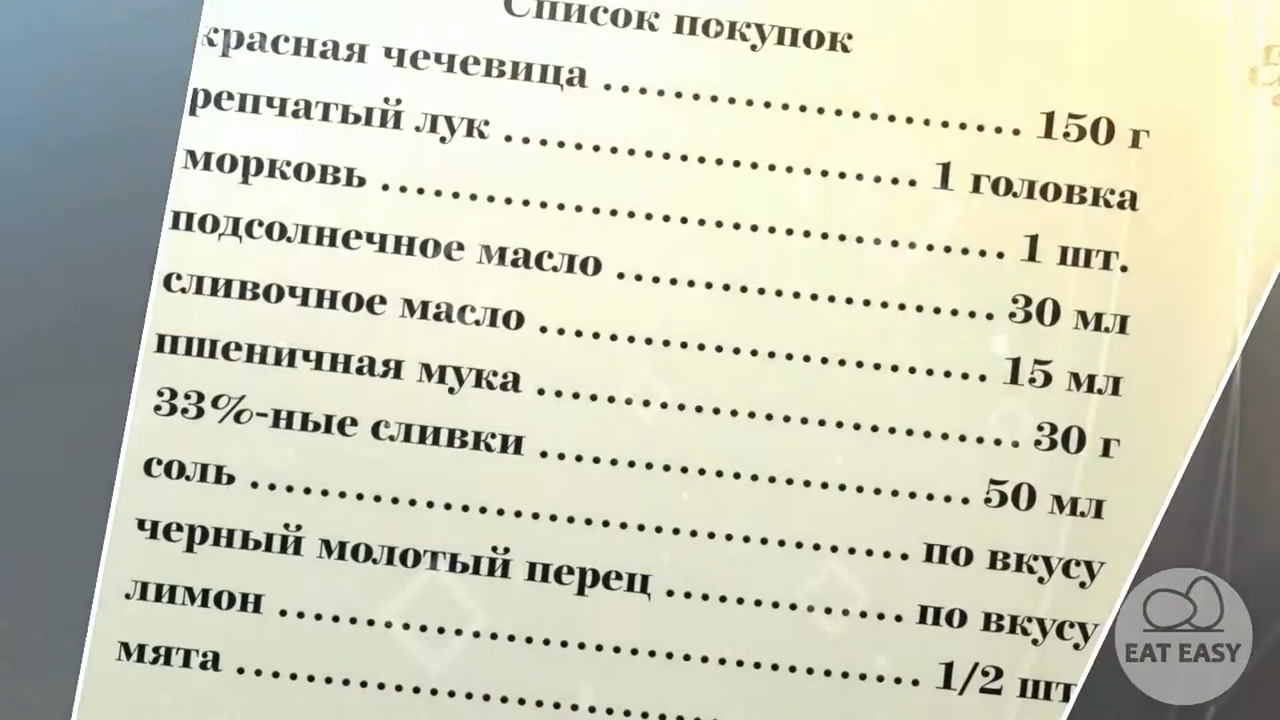 Список покупок
красная чечевица ........................... 150 г
репчатый лук ........................... 1 головка
морковь ........................................ 1 шт.
подсолнечное масло ........................ 30 мл
сливочное масло ............................. 15 мл
пшеничная мука ................................ 30 г
33%-ные сливки ............................ 50 мл
соль ............................................ по вкусу
черный молотый перец ................ по вкусу
лимон ........................................... 1/2 шт
мята ................................
EAT EASY